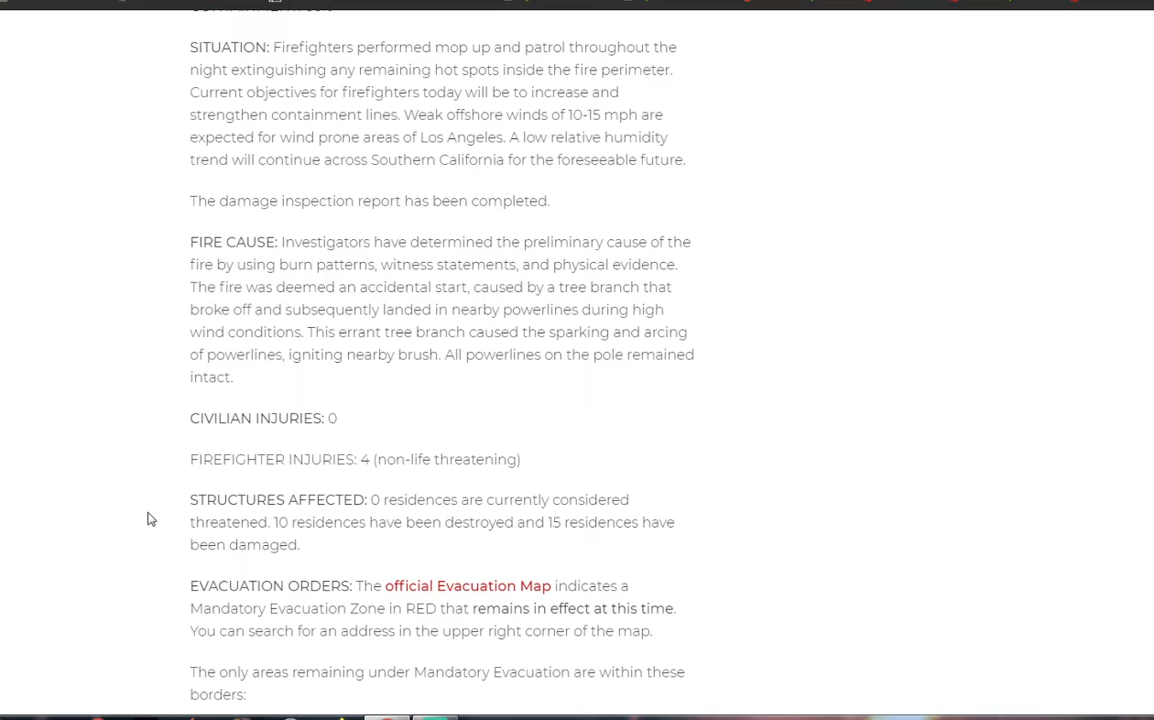 SITUATION: Firefighters performed mop up and patrol throughout the
night extinguishing any remaining hot spots inside the fire perimeter.
Current objectives for firefighters today will be to increase and
strengthen containment lines. Weak offshore winds of 10-15 mph are
expected for wind prone areas of Los Angeles. A low relative humidity
trend will continue across Southern California for the foreseeable future.
The damage inspection report has been completed.
FIRE CAUSE: Investigators have determined the preliminary cause of the
fire by using burn patterns, witness statements, and physical evidence.
The fire was deemed an accidental start, caused by a tree branch that
broke off and subsequently landed in nearby powerlines during high
wind conditions. This errant tree branch caused the sparking and arcing
of powerlines, igniting nearby brush. All powerlines on the pole remained
intact.
CIVILIAN INJURIES: 0
FIREFIGHTER INJURIES: 4 (non-life threatening)
STRUCTURES AFFECTED: 0 residences are currently considered
threatened. 10 residences have been destroyed and 15 residences have
been damaged.
EVACUATION ORDERS: The official Evacuation Map indicates a
Mandatory Evacuation Zone in RED that remains in effect at this time.
You can search for an address in the upper right corner of the map.
The only areas remaining under Mandatory Evacuation are within these
borders: